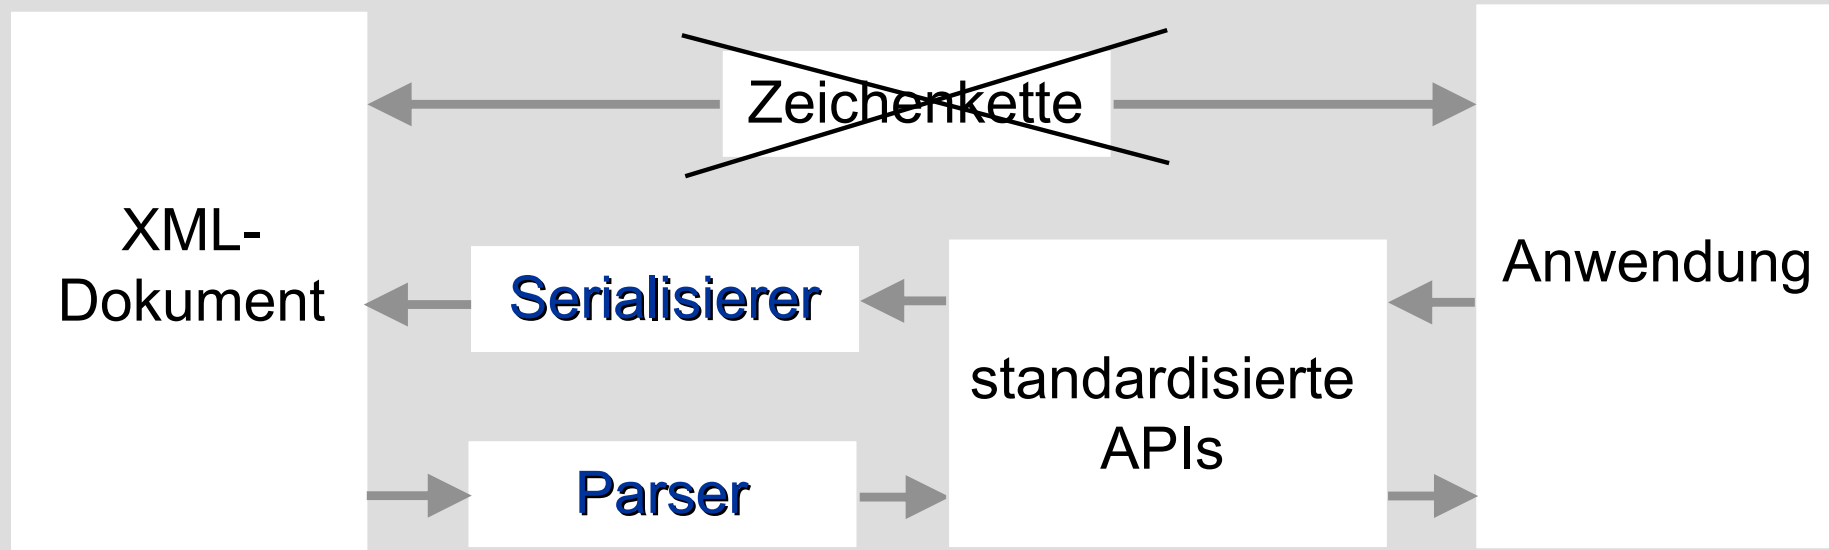 Zeichenkette
XML-
Dokument
Serialisierer
Parser
standardisierte
APIs
Anwendung